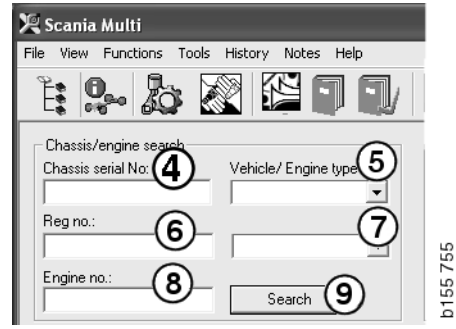 Scania Multi
File View Functions Tools History Notes Help
Chassis/engine search
Chassis serial No: 4 Vehicle/ Engine type 5
Reg no.: 6 7
Engine no.: 8
Search 9
b155 755